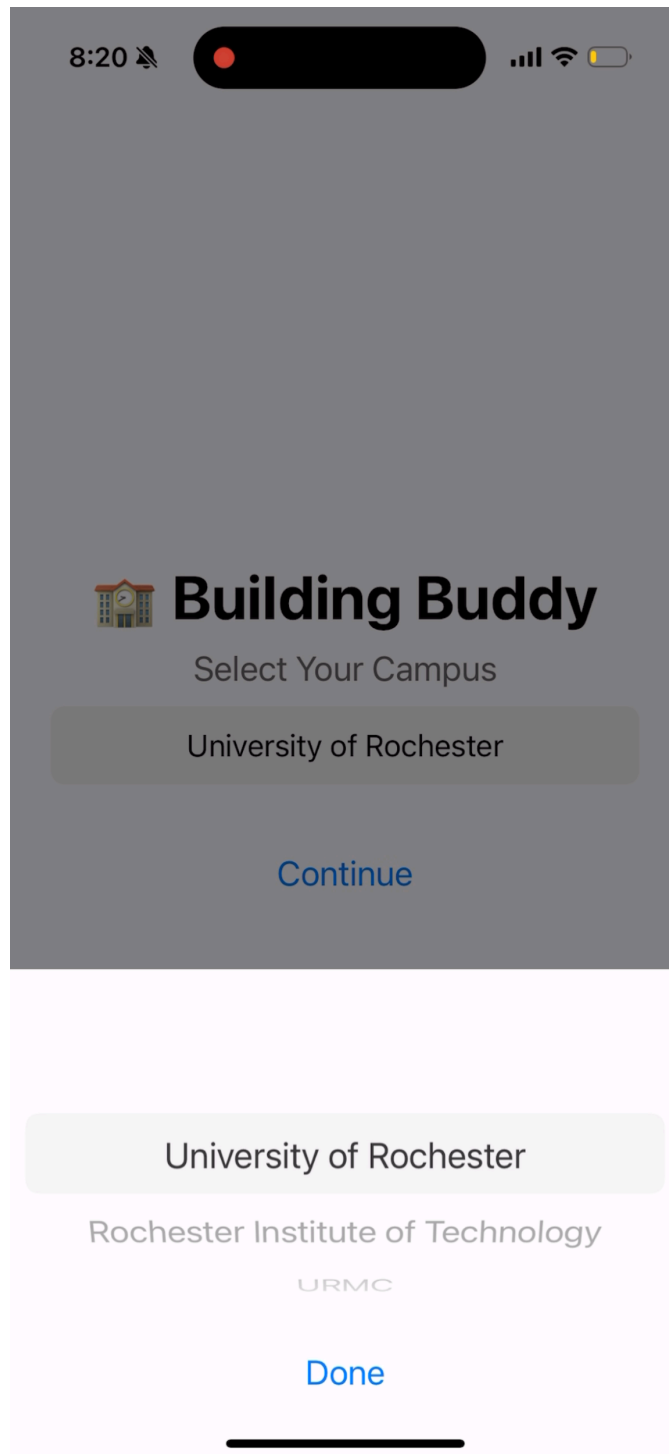 8:20
Building Buddy
Select Your Campus
University of Rochester
Continue
University of Rochester
Rochester Institute of Technology
URMC
Done